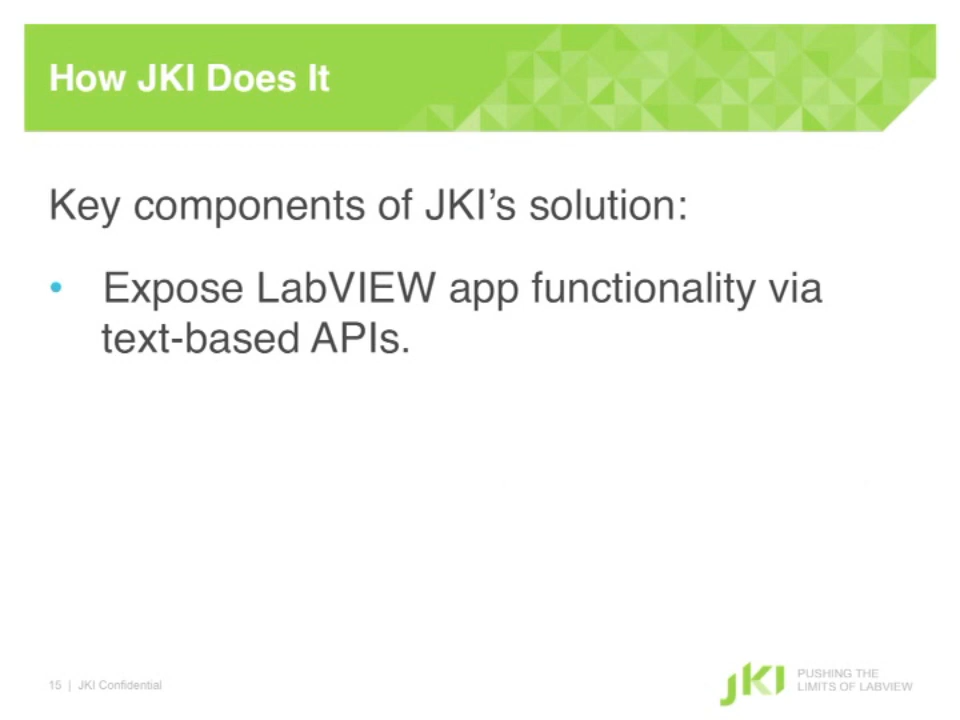 How JKI Does It
Key components of JKI’s solution:
• Expose LabVIEW app functionality via
text-based APIs.
15 | JKI Confidential
JKI
PUSHING THE
LIMITS OF LABVIEW